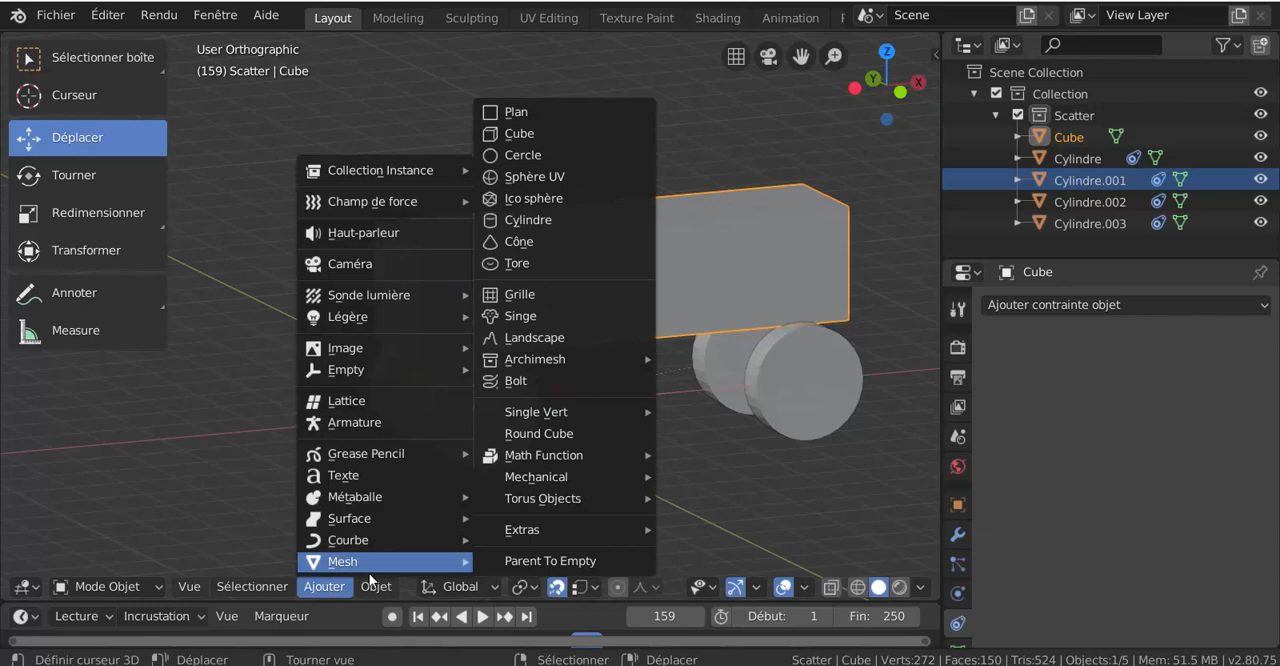 Fichier Éditer Rendu Fenêtre Aide Layout Modeling Sculpting UV Editing Texture Paint Shading Animation Scene View Layer
Sélectionner boîte
Curseur
Déplacer
Tourner
Redimensionner
Transformer
Annoter
Measure
User Orthographic
(159) Scatter | Cube
Z
Y
X
Collection Instance
Champ de force
Haut-parleur
Caméra
Sonde lumière
Légère
Image
Empty
Lattice
Armature
Grease Pencil
Texte
Métaballe
Surface
Courbe
Mesh
Plan
Cube
Cercle
Sphère UV
Ico sphère
Cylindre
Cône
Tore
Grille
Singe
Landscape
Archimesh
Bolt
Single Vert
Round Cube
Math Function
Mechanical
Torus Objects
Extras
Parent To Empty
Scene Collection
Collection
Scatter
Cube
Cylindre
Cylindre.001
Cylindre.002
Cylindre.003
Cube
Ajouter contrainte objet
Mode Objet Vue Sélectionner Ajouter Objet Global
Lecture Incrustation Vue Marqueur 159 Début: 1 Fin: 250
Définir curseur 3D Déplacer Tourner vue Sélectionner Déplacer Scatter | Cube | Verts:272 | Faces:150 | Tris:524 | Objects:1/5 | Mem: 51.5 MB | v2.80.75